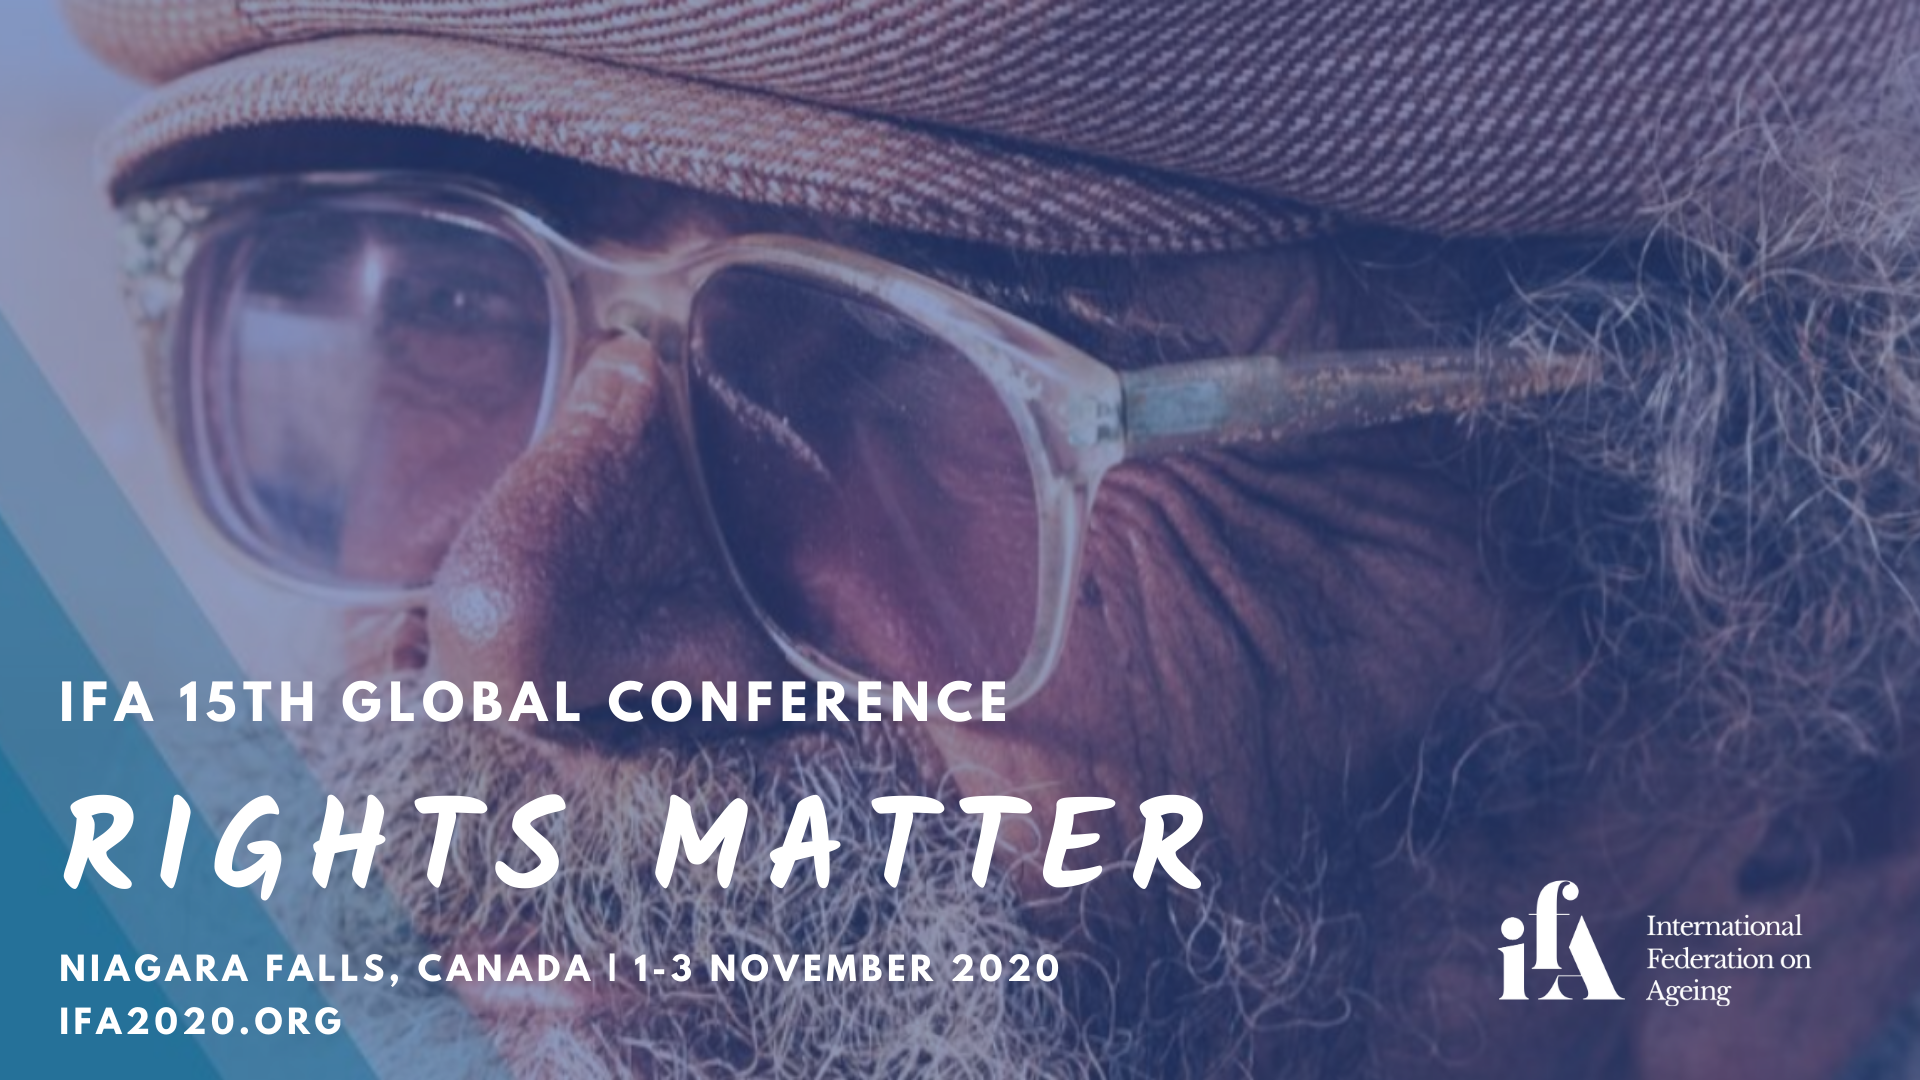 IFA 15TH GLOBAL CONFERENCE
RIGHTS MATTER
NIAGARA FALLS, CANADA | 1-3 NOVEMBER 2020
IFA2020.ORG
ifA
International
Federation on
Ageing